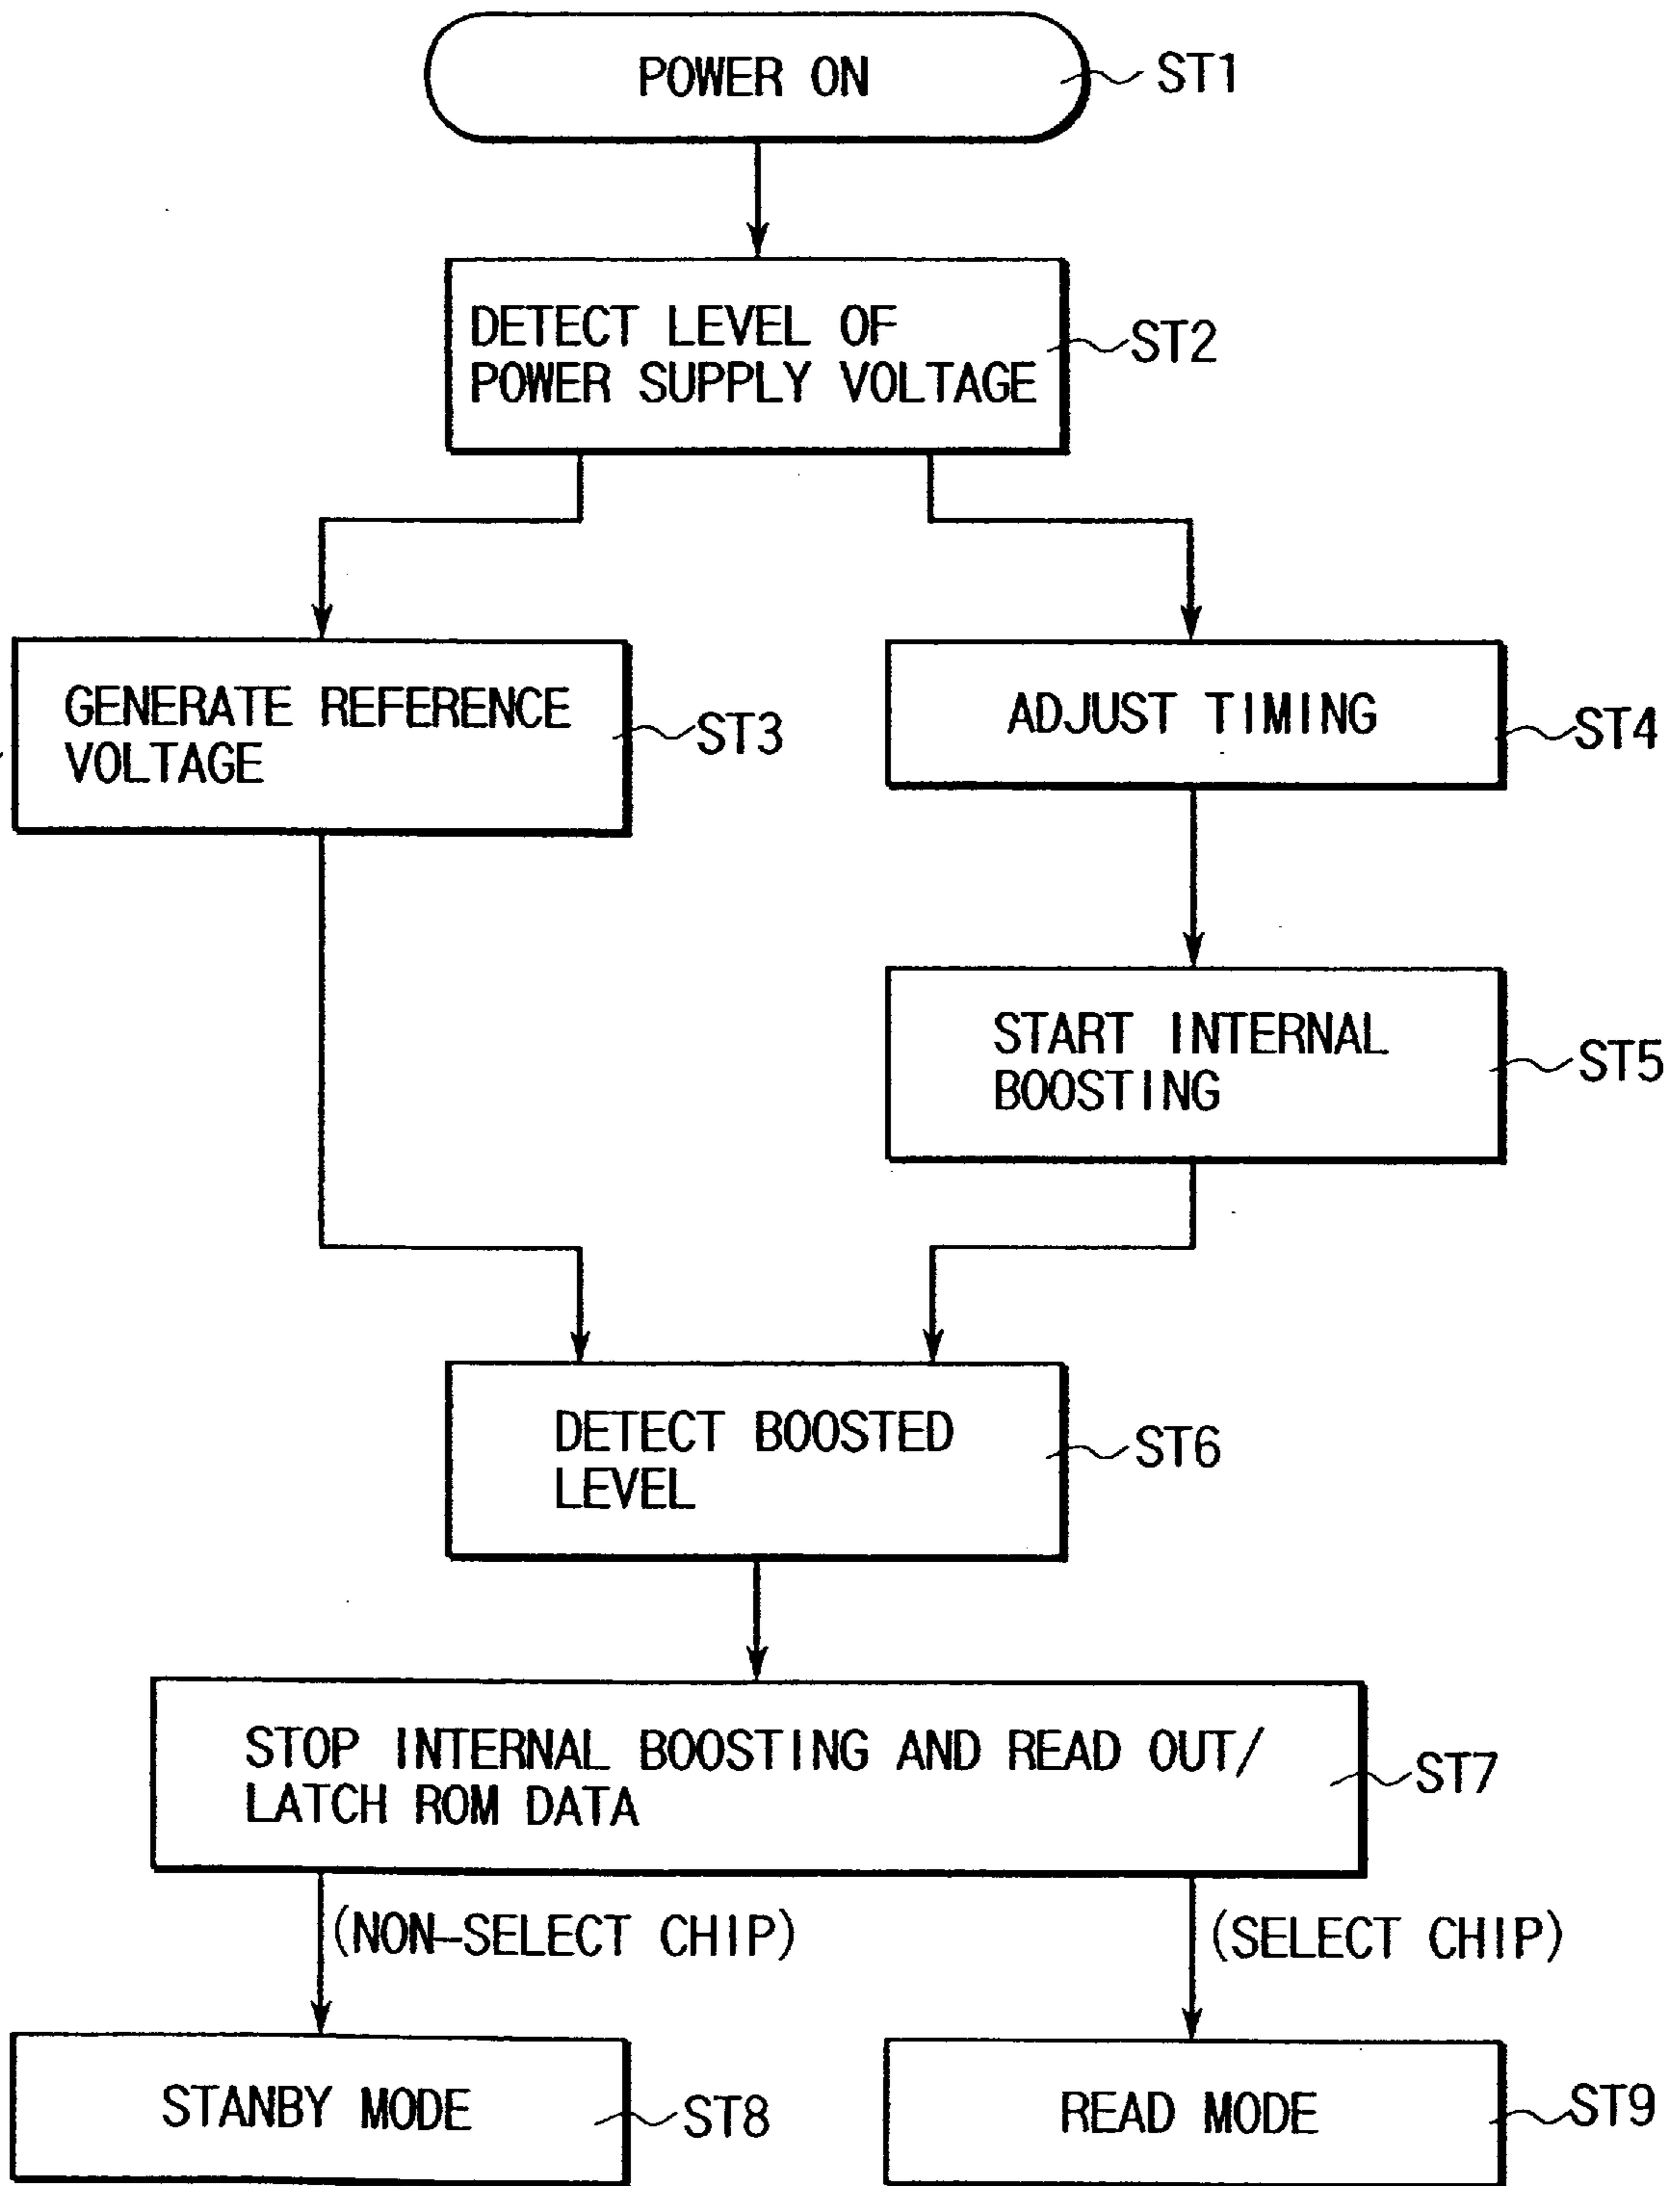 POWER ON
ST1
DETECT LEVEL OF
POWER SUPPLY VOLTAGE
ST2
GENERATE REFERENCE
VOLTAGE
ST3
ADJUST TIMING
ST4
START INTERNAL
BOOSTING
ST5
DETECT BOOSTED
LEVEL
ST6
STOP INTERNAL BOOSTING AND READ OUT/
LATCH ROM DATA
ST7
(NON-SELECT CHIP)
(SELECT CHIP)
STANBY MODE
ST8
READ MODE
ST9